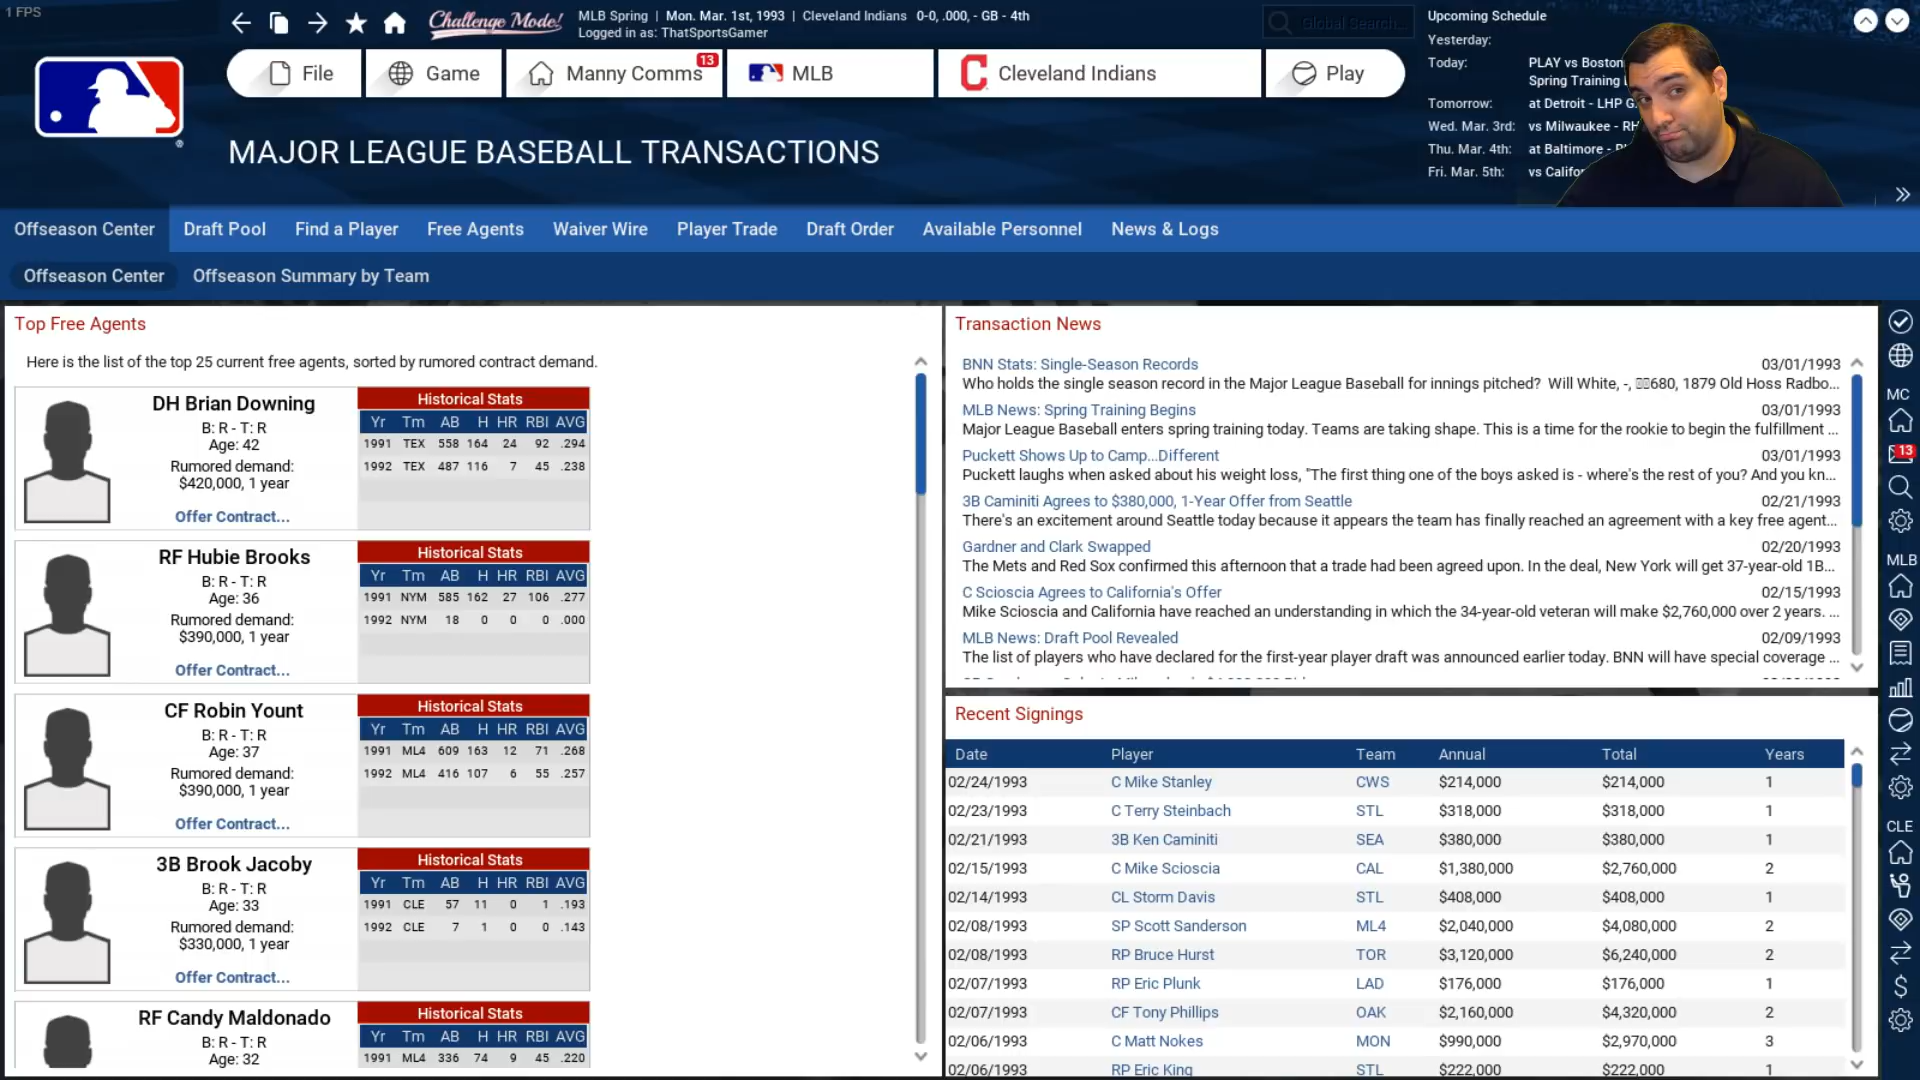 1 FPS
Challenge Mode!
MLB Spring | Mon. Mar. 1st, 1993 | Cleveland Indians 0-0, .000, - GB - 4th
Logged in as: ThatSportsGamer
Global Search...
Upcoming Schedule
Yesterday:
Today: PLAY vs Boston
Spring Training
Tomorrow: at Detroit - LHP G
Wed. Mar. 3rd: vs Milwaukee - RH
Thu. Mar. 4th: at Baltimore -
Fri. Mar. 5th: vs Califo
File Game Manny Comms 13 MLB Cleveland Indians Play
MAJOR LEAGUE BASEBALL TRANSACTIONS
Offseason Center Draft Pool Find a Player Free Agents Waiver Wire Player Trade Draft Order Available Personnel News & Logs
Offseason Center Offseason Summary by Team
Top Free Agents
Here is the list of the top 25 current free agents, sorted by rumored contract demand.
DH Brian Downing
B: R - T: R
Age: 42
Rumored demand:
$420,000, 1 year
Offer Contract...
Historical Stats
Yr Tm AB H HR RBI AVG
1991 TEX 558 164 24 92 .294
1992 TEX 487 116 7 45 .238
RF Hubie Brooks
B: R - T: R
Age: 36
Rumored demand:
$390,000, 1 year
Offer Contract...
Historical Stats
Yr Tm AB H HR RBI AVG
1991 NYM 585 162 27 106 .277
1992 NYM 18 0 0 0 .000
CF Robin Yount
B: R - T: R
Age: 37
Rumored demand:
$390,000, 1 year
Offer Contract...
Historical Stats
Yr Tm AB H HR RBI AVG
1991 ML4 609 163 12 71 .268
1992 ML4 416 107 6 55 .257
3B Brook Jacoby
B: R - T: R
Age: 33
Rumored demand:
$330,000, 1 year
Offer Contract...
Historical Stats
Yr Tm AB H HR RBI AVG
1991 CLE 57 11 0 1 .193
1992 CLE 7 1 0 0 .143
RF Candy Maldonado
B: R - T: R
Age: 32
Historical Stats
Yr Tm AB H HR RBI AVG
1991 ML4 336 74 9 45 .220
Transaction News
BNN Stats: Single-Season Records 03/01/1993
Who holds the single season record in the Major League Baseball for innings pitched? Will White, -, 680, 1879 Old Hoss Radbo...
MLB News: Spring Training Begins 03/01/1993
Major League Baseball enters spring training today. Teams are taking shape. This is a time for the rookie to begin the fulfillment ...
Puckett Shows Up to Camp...Different 03/01/1993
Puckett laughs when asked about his weight loss, "The first thing one of the boys asked is - where's the rest of you? And you kn...
3B Caminiti Agrees to $380,000, 1-Year Offer from Seattle 02/21/1993
There's an excitement around Seattle today because it appears the team has finally reached an agreement with a key free agent...
Gardner and Clark Swapped 02/20/1993
The Mets and Red Sox confirmed this afternoon that a trade had been agreed upon. In the deal, New York will get 37-year-old 1B...
C Scioscia Agrees to California's Offer 02/15/1993
Mike Scioscia and California have reached an understanding in which the 34-year-old veteran will make $2,760,000 over 2 years. ...
MLB News: Draft Pool Revealed 02/09/1993
The list of players who have declared for the first-year player draft was announced earlier today. BNN will have special coverage ...
Recent Signings
Date Player Team Annual Total Years
02/24/1993 C Mike Stanley CWS $214,000 $214,000 1
02/23/1993 C Terry Steinbach STL $318,000 $318,000 1
02/21/1993 3B Ken Caminiti SEA $380,000 $380,000 1
02/15/1993 C Mike Scioscia CAL $1,380,000 $2,760,000 2
02/14/1993 CL Storm Davis STL $408,000 $408,000 1
02/08/1993 SP Scott Sanderson ML4 $2,040,000 $4,080,000 2
02/08/1993 RP Bruce Hurst TOR $3,120,000 $6,240,000 2
02/07/1993 RP Eric Plunk LAD $176,000 $176,000 1
02/07/1993 CF Tony Phillips OAK $2,160,000 $4,320,000 2
02/06/1993 C Matt Nokes MON $990,000 $2,970,000 3
02/06/1993 RP Eric King STL $222,000 $222,000 1
MC
13
MLB
CLE